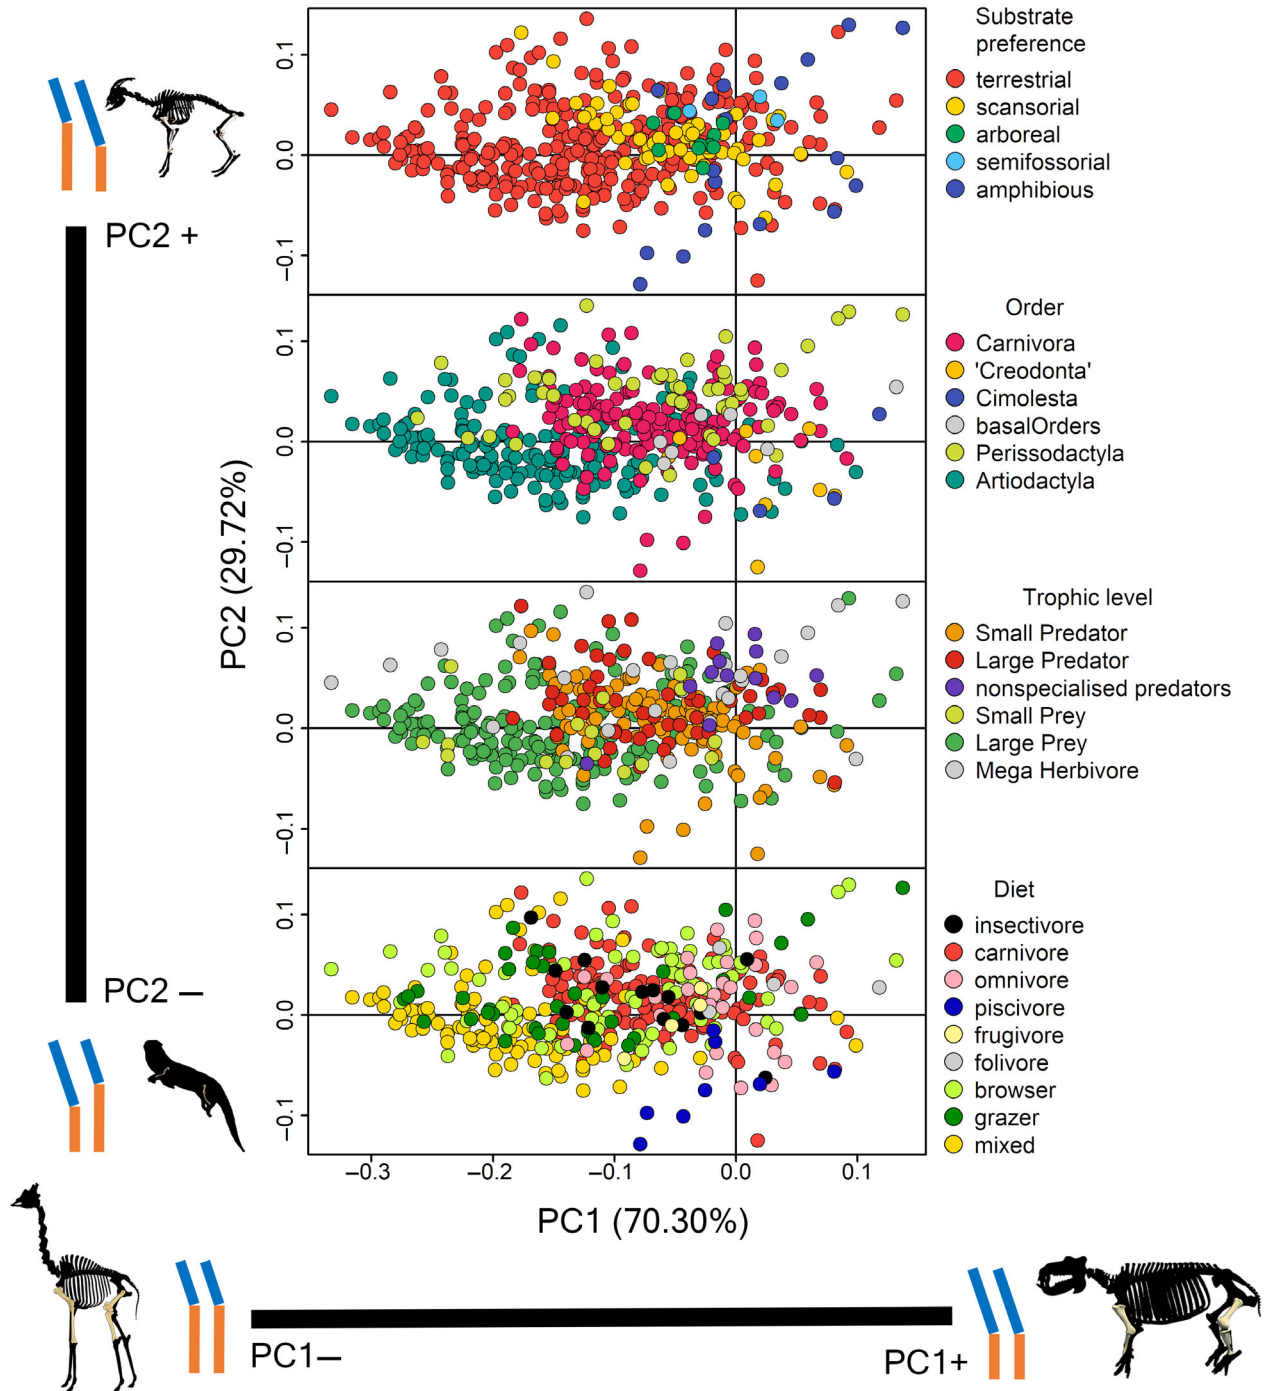 Substrate
preference
terrestrial
scansorial
arboreal
semifossorial
amphibious
0.1
0.0
−0.1
PC2 +
Order
Carnivora
'Creodonta'
Cimolesta
basalOrders
Perissodactyla
Artiodactyla
0.1
0.0
−0.1
PC2 (29.72%)
Trophic level
Small Predator
Large Predator
nonspecialised predators
Small Prey
Large Prey
Mega Herbivore
0.1
0.0
−0.1
PC2 −
Diet
insectivore
carnivore
omnivore
piscivore
frugivore
folivore
browser
grazer
mixed
0.1
0.0
−0.1
−0.3 −0.2 −0.1 0.0 0.1
PC1 (70.30%)
PC1− PC1+